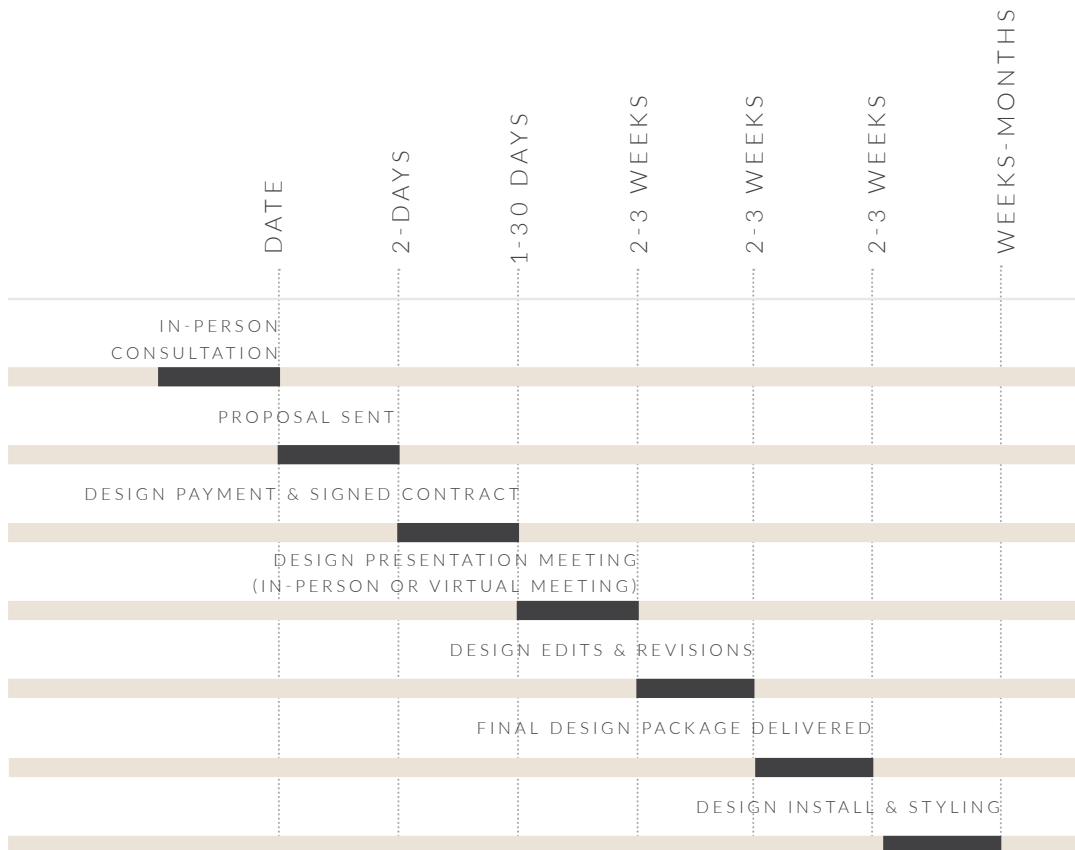 DATE
2-DAYS
1-30 DAYS
2-3 WEEKS
2-3 WEEKS
2-3 WEEKS
WEEKS-MONTHS
IN-PERSON
CONSULTATION
PROPOSAL SENT
DESIGN PAYMENT & SIGNED CONTRACT
DESIGN PRESENTATION MEETING
(IN-PERSON OR VIRTUAL MEETING)
DESIGN EDITS & REVISIONS
FINAL DESIGN PACKAGE DELIVERED
DESIGN INSTALL & STYLING